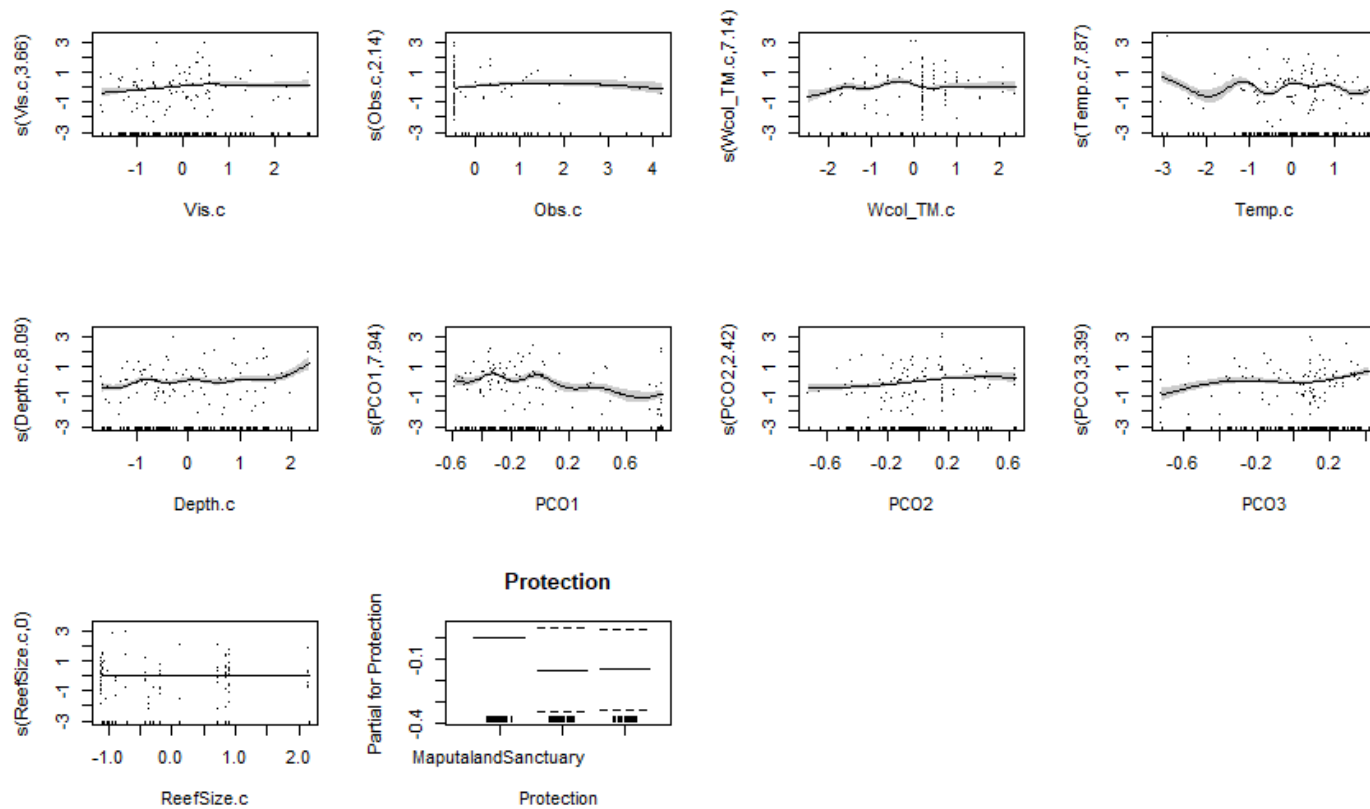 s(Vis.c,3.66)
3
1
-1
-3
-1 0 1 2
Vis.c
s(Obs.c,2.14)
3
1
-1
-3
0 1 2 3 4
Obs.c
s(Wcol_TM.c,7.14)
3
1
-1
-3
-2 -1 0 1 2
Wcol_TM.c
s(Temp.c,7.87)
3
1
-1
-3
-3 -2 -1 0 1
Temp.c
s(Depth.c,8.09)
3
1
-1
-3
-1 0 1 2
Depth.c
s(PCO1,7.94)
3
1
-1
-3
-0.6 -0.2 0.2 0.6
PCO1
s(PCO2,2.42)
3
1
-1
-3
-0.6 -0.2 0.2 0.6
PCO2
s(PCO3,3.39)
3
1
-1
-3
-0.6 -0.2 0.2
PCO3
s(ReefSize.c,0)
3
1
-1
-3
-1.0 0.0 1.0 2.0
ReefSize.c
Protection
Partial for Protection
-0.1
-0.4
MaputalandSanctuary
Protection